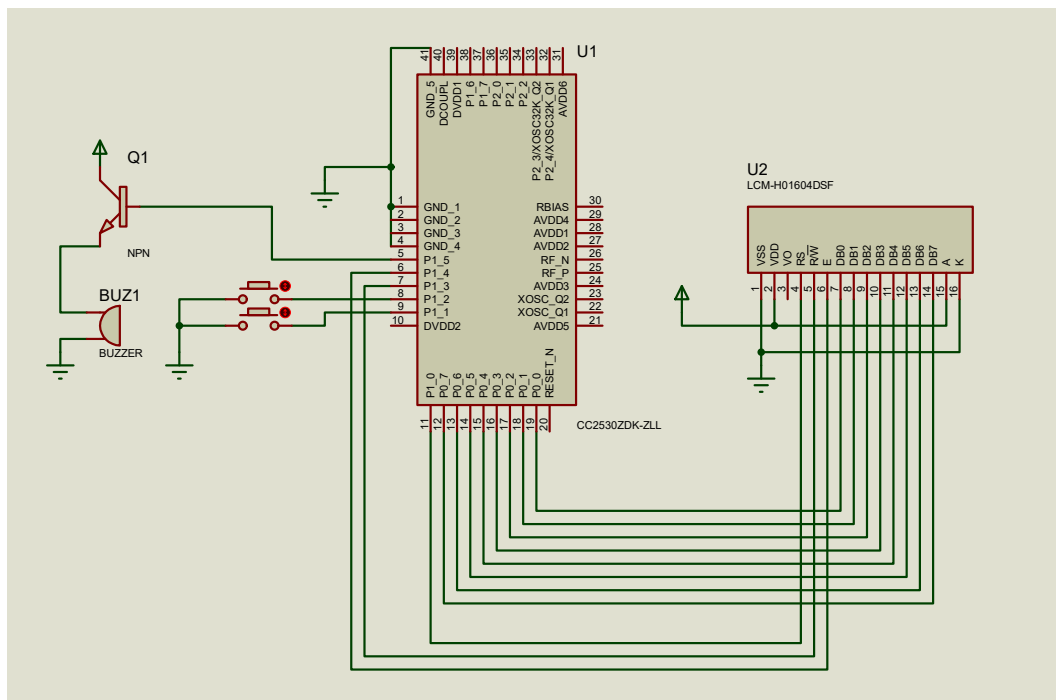 U1
41 40 39 38 37 36 35 34 33 32 31
GND_5 DCOUPL DVDD1 P1_6 P1_7 P2_0 P2_1 P2_2 P2_3/XOSC32K_Q2 P2_4/XOSC32K_Q1 AVDD6
Q1
NPN
BUZ1
BUZZER
1 GND_1
2 GND_2
3 GND_3
4 GND_4
5 P1_5
6 P1_4
7 P1_3
8 P1_2
9 P1_1
10 DVDD2
RBIAS 30
AVDD4 29
AVDD1 28
AVDD2 27
RF_N 26
RF_P 25
AVDD3 24
XOSC_Q2 23
XOSC_Q1 22
AVDD5 21
P1_0 P0_7 P0_6 P0_5 P0_4 P0_3 P0_2 P0_1 P0_0 RESET_N
11 12 13 14 15 16 17 18 19 20
CC2530ZDK-ZLL
U2
LCM-H01604DSF
VSS VDD VO RS R/W E DB0 DB1 DB2 DB3 DB4 DB5 DB6 DB7 A K
1 2 3 4 5 6 7 8 9 10 11 12 13 14 15 16